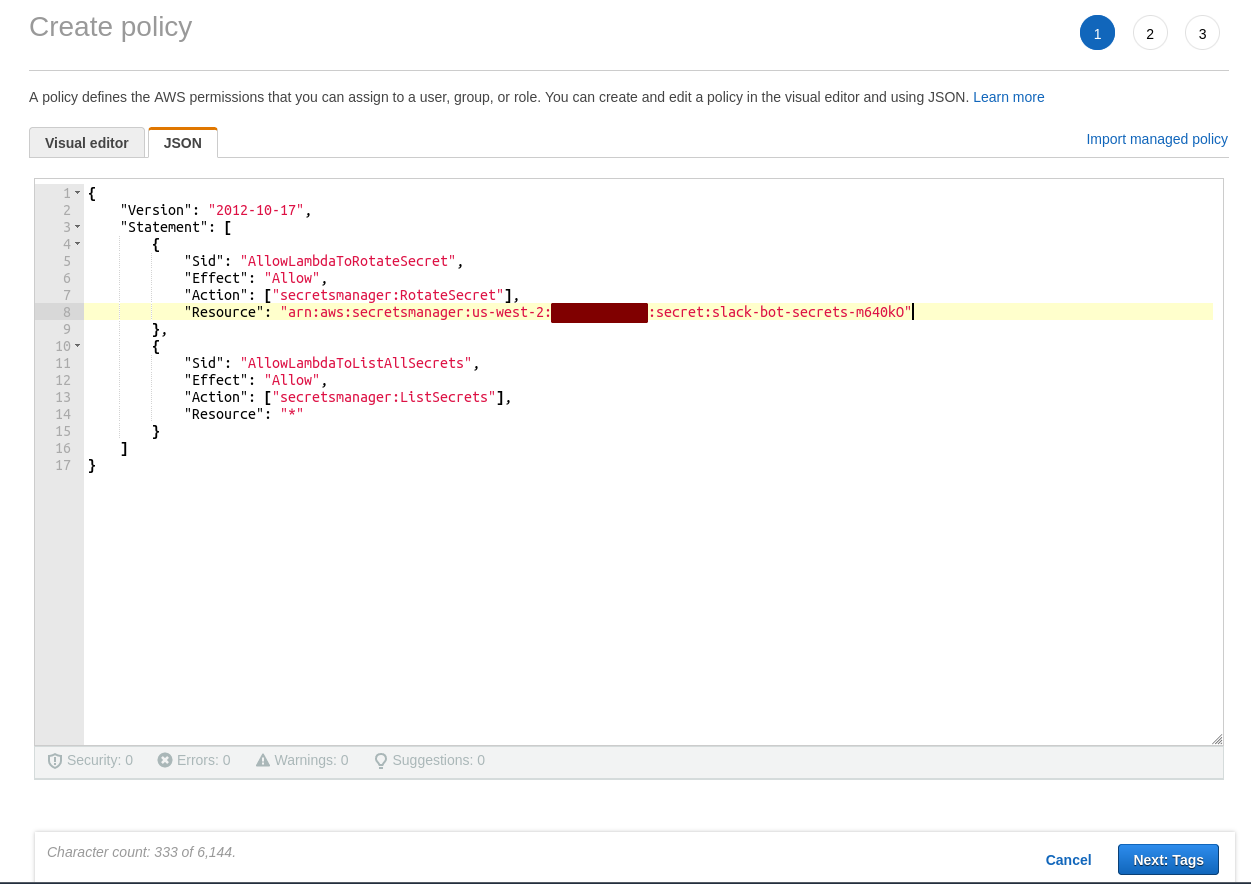 Create policy
1 2 3
A policy defines the AWS permissions that you can assign to a user, group, or role. You can create and edit a policy in the visual editor and using JSON. Learn more
Visual editor JSON Import managed policy
1 {
2     "Version": "2012-10-17",
3     "Statement": [
4         {
5             "Sid": "AllowLambdaToRotateSecret",
6             "Effect": "Allow",
7             "Action": ["secretsmanager:RotateSecret"],
8             "Resource": "arn:aws:secretsmanager:us-west-2: :secret:slack-bot-secrets-m640kO"
9         },
10         {
11             "Sid": "AllowLambdaToListAllSecrets",
12             "Effect": "Allow",
13             "Action": ["secretsmanager:ListSecrets"],
14             "Resource": "*"
15         }
16     ]
17 }
Security: 0 Errors: 0 Warnings: 0 Suggestions: 0
Character count: 333 of 6,144.
Cancel Next: Tags